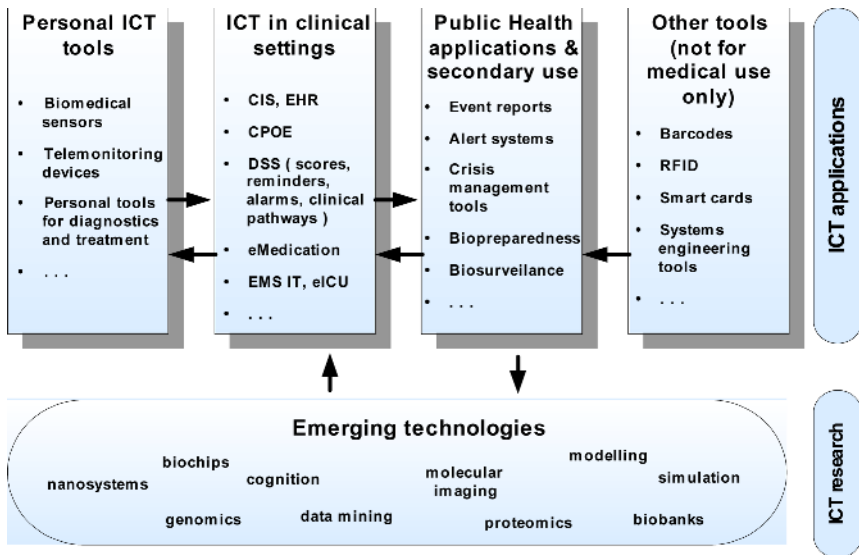 Personal ICT
tools
• Biomedical
sensors
• Telemonitoring
devices
• Personal tools
for diagnostics
and treatment
• . . .
ICT in clinical
settings
• CIS, EHR
• CPOE
• DSS ( scores,
reminders,
alarms, clinical
pathways )
• eMedication
• EMS IT, eICU
• . . .
Public Health
applications &
secondary use
• Event reports
• Alert systems
• Crisis
management
tools
• Biopreparedness
• Biosurveilance
• . . .
Other tools
(not for
medical use
only)
• Barcodes
• RFID
• Smart cards
• Systems
engineering
tools
• . . .
ICT applications
Emerging technologies
nanosystems
biochips
genomics
cognition
data mining
molecular
imaging
proteomics
modelling
simulation
biobanks
ICT research